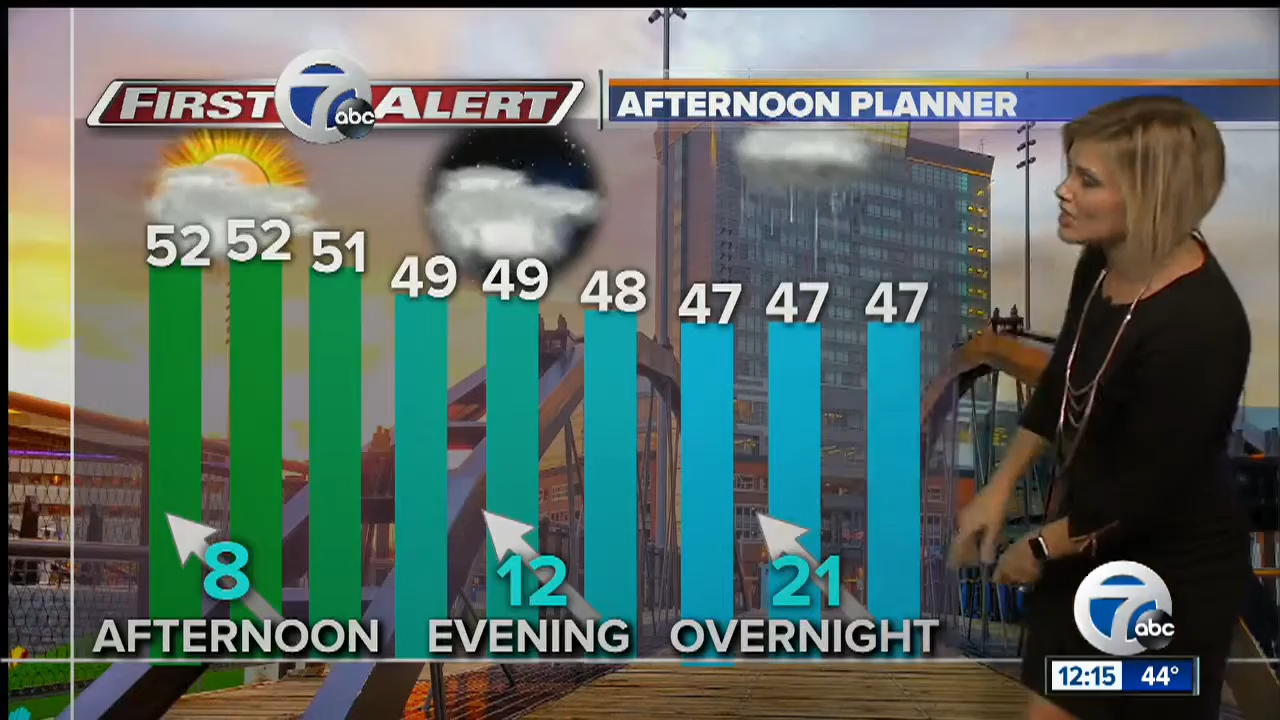 FIRST 7 abc ALERT
AFTERNOON PLANNER
52 52 51 49 49 48 47 47 47
8 12 21
AFTERNOON EVENING OVERNIGHT
7 abc
12:15 44°